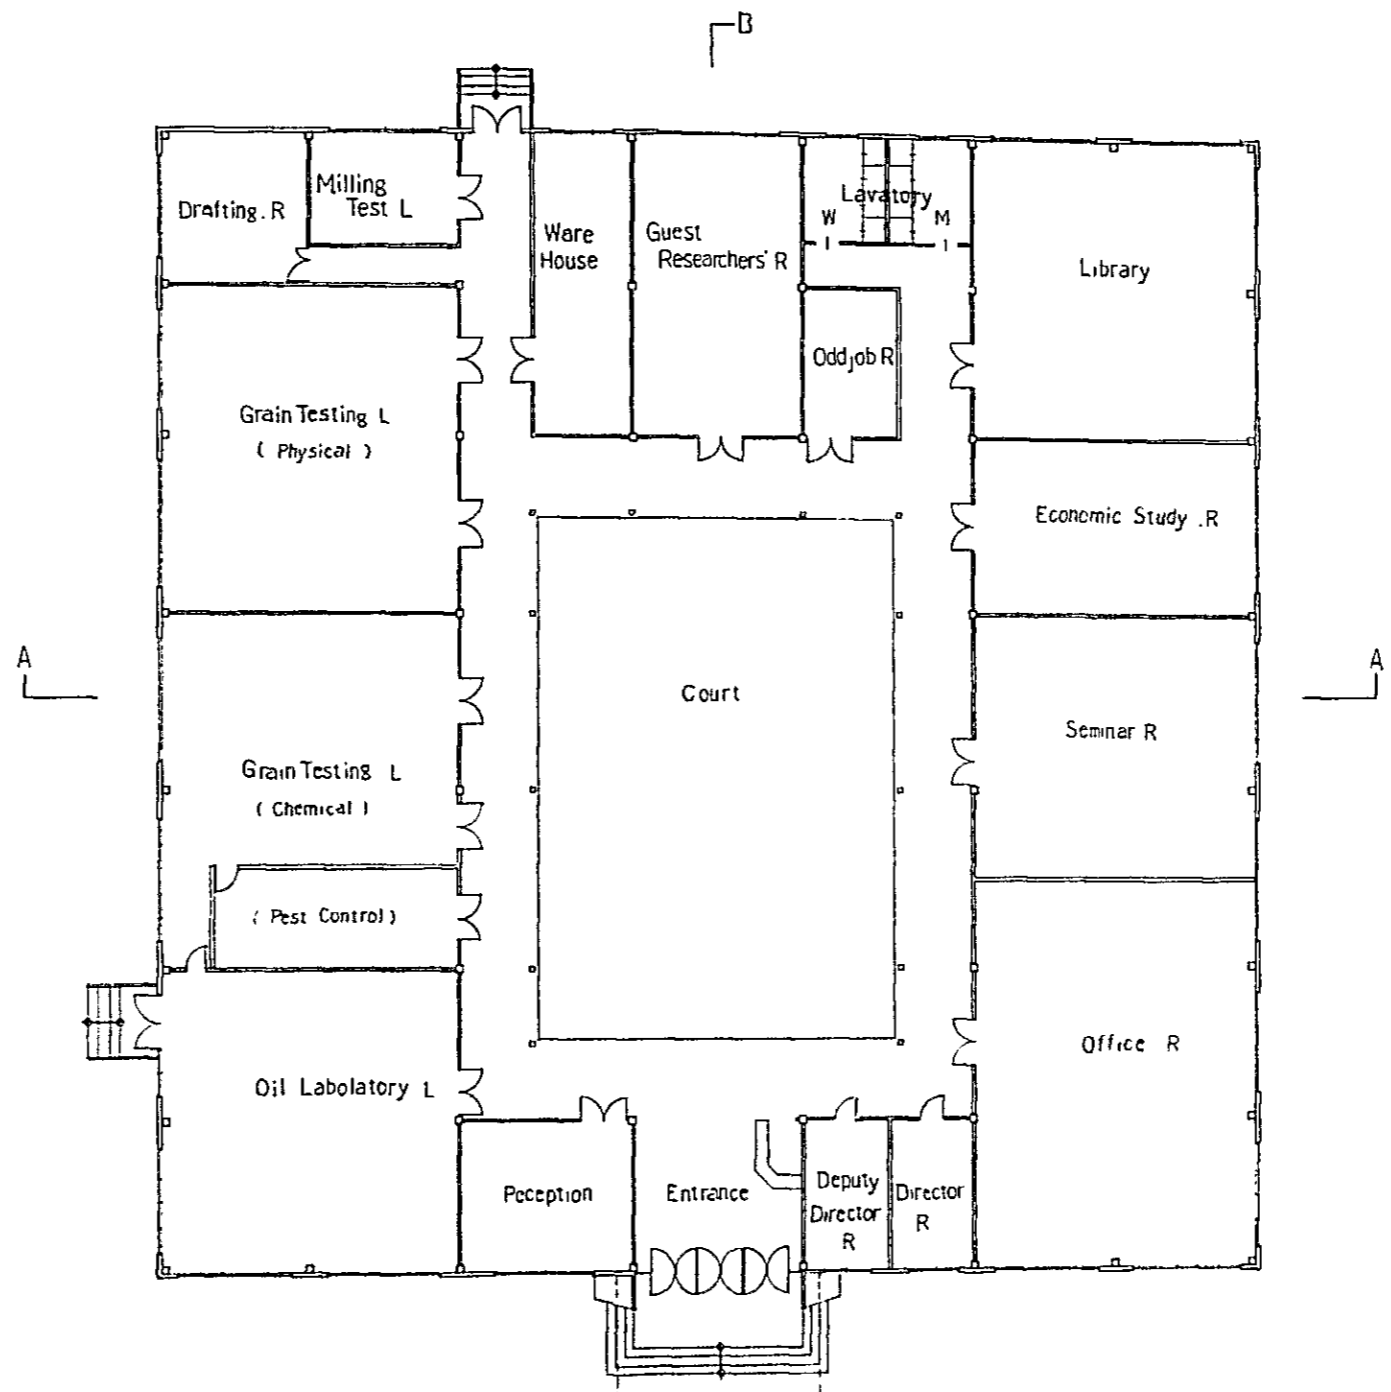 B
Drafting. R
Milling
Test L
Ware
House
Guest
Researchers' R
Lavatory
W
M
Library
Oddjob R
Grain Testing L
( Physical )
Economic Study .R
A
A
Court
Seminar R
Grain Testing L
( Chemical )
( Pest Control )
Office R
Oil Labolatory L
Peception
Entrance
Deputy
Director
R
Director
R